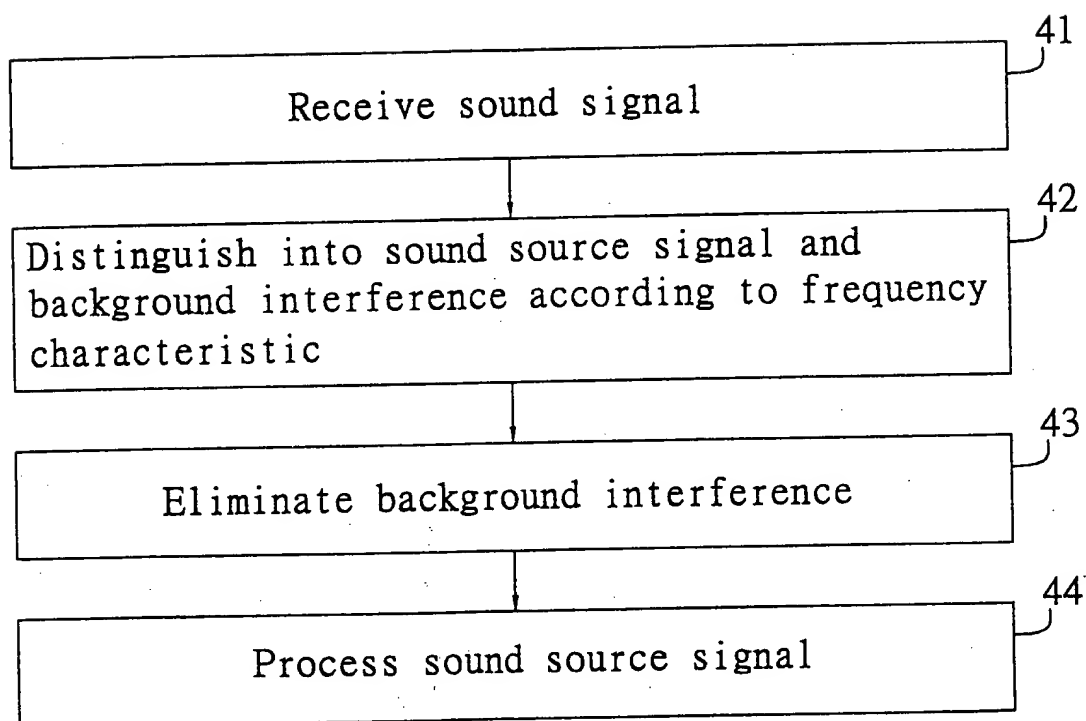 41
Receive sound signal
42
Distinguish into sound source signal and
background interference according to frequency
characteristic
43
Eliminate background interference
44
Process sound source signal